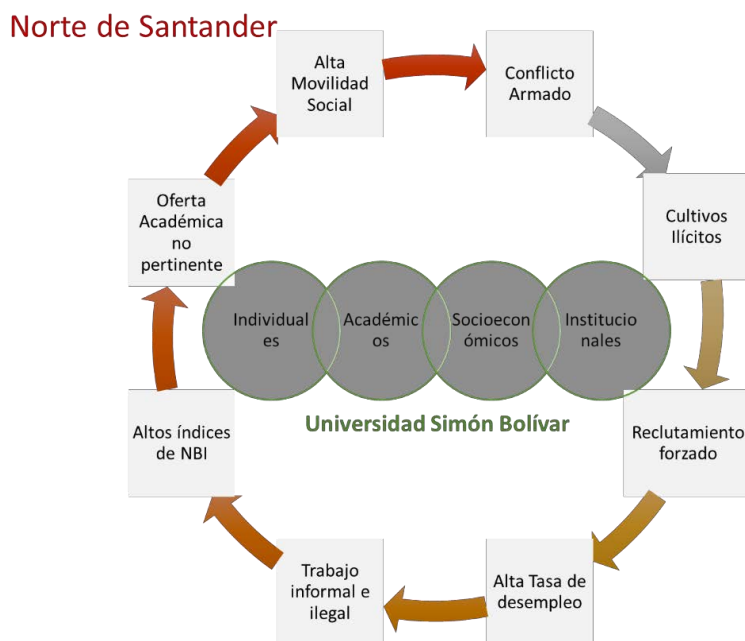 Norte de Santander
Alta
Movilidad
Social
Conflicto
Armado
Cultivos
Ilícitos
Reclutamiento
forzado
Alta Tasa de
desempleo
Trabajo
informal e
ilegal
Altos índices
de NBI
Oferta
Académica
no
pertinente
Individual
es
Académic
os
Socioecon
ómicos
Institucio
nales
Universidad Simón Bolívar